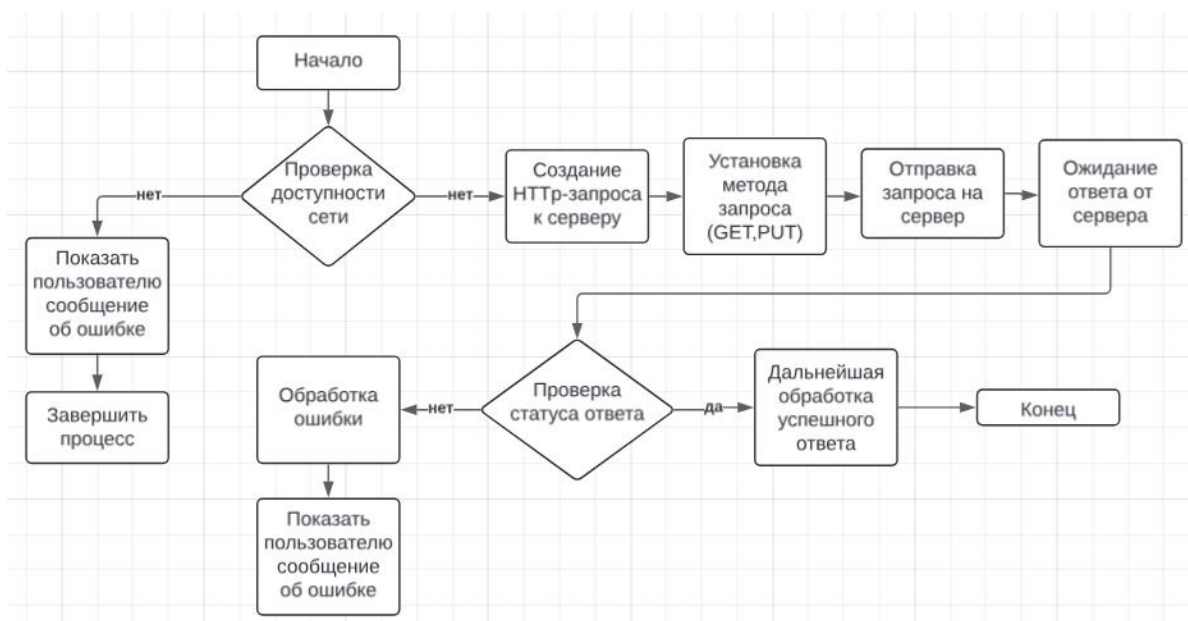 Начало
Проверка
доступности
сети
нет
нет
Создание
HTTp-запроса
к серверу
Установка
метода
запроса
(GET,PUT)
Отправка
запроса на
сервер
Ожидание
ответа от
сервера
Показать
пользователю
сообщение
об ошибке
Завершить
процесс
Проверка
статуса ответа
нет
да
Обработка
ошибки
Показать
пользователю
сообщение
об ошибке
Дальнейшая
обработка
успешного
ответа
Конец